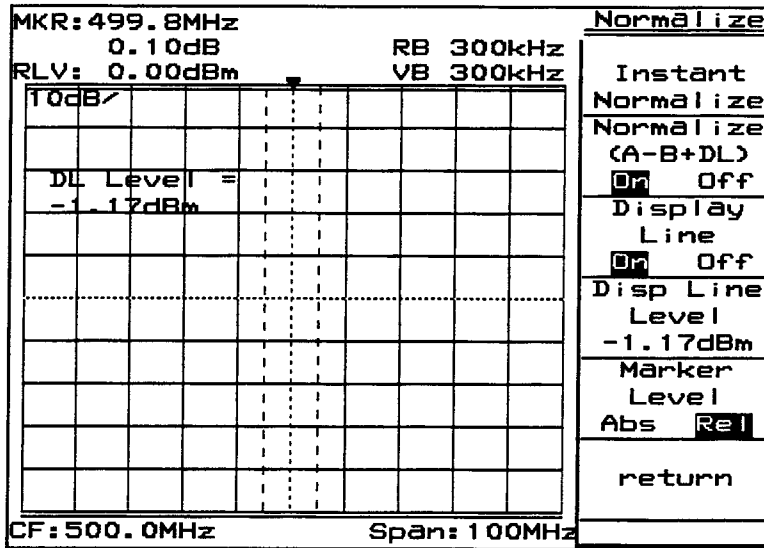 MKR:499.8MHz
0.10dB
RB 300kHz
RLV: 0.00dBm
VB 300kHz
10dB/
DL Level =
-1.17dBm
CF:500.0MHz
Span:100MHz
Normalize
Instant
Normalize
Normalize
(A-B+DL)
On Off
Display
Line
On Off
Disp Line
Level
-1.17dBm
Marker
Level
Abs Rel
return